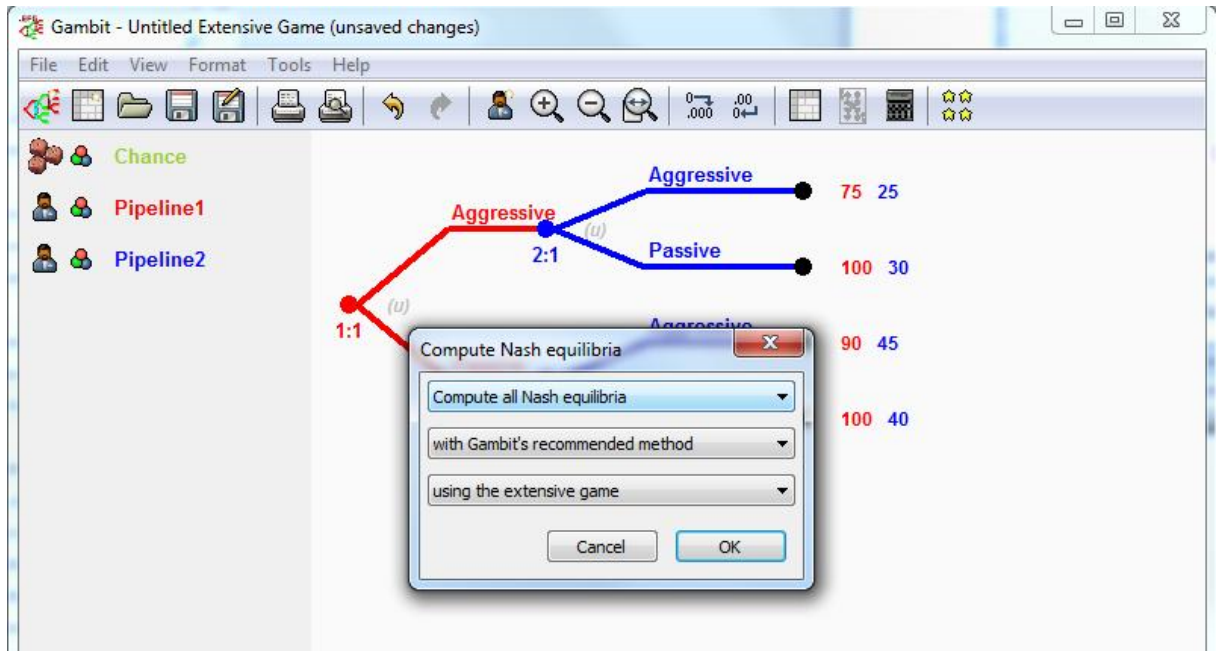 Gambit - Untitled Extensive Game (unsaved changes)
File Edit View Format Tools Help
Chance
Pipeline1
Pipeline2
Aggressive
75 25
Aggressive
(u)
2:1
Passive
100 30
(u)
1:1
Aggressive
90 45
100 40
Compute Nash equilibria
Compute all Nash equilibria
with Gambit's recommended method
using the extensive game
Cancel OK